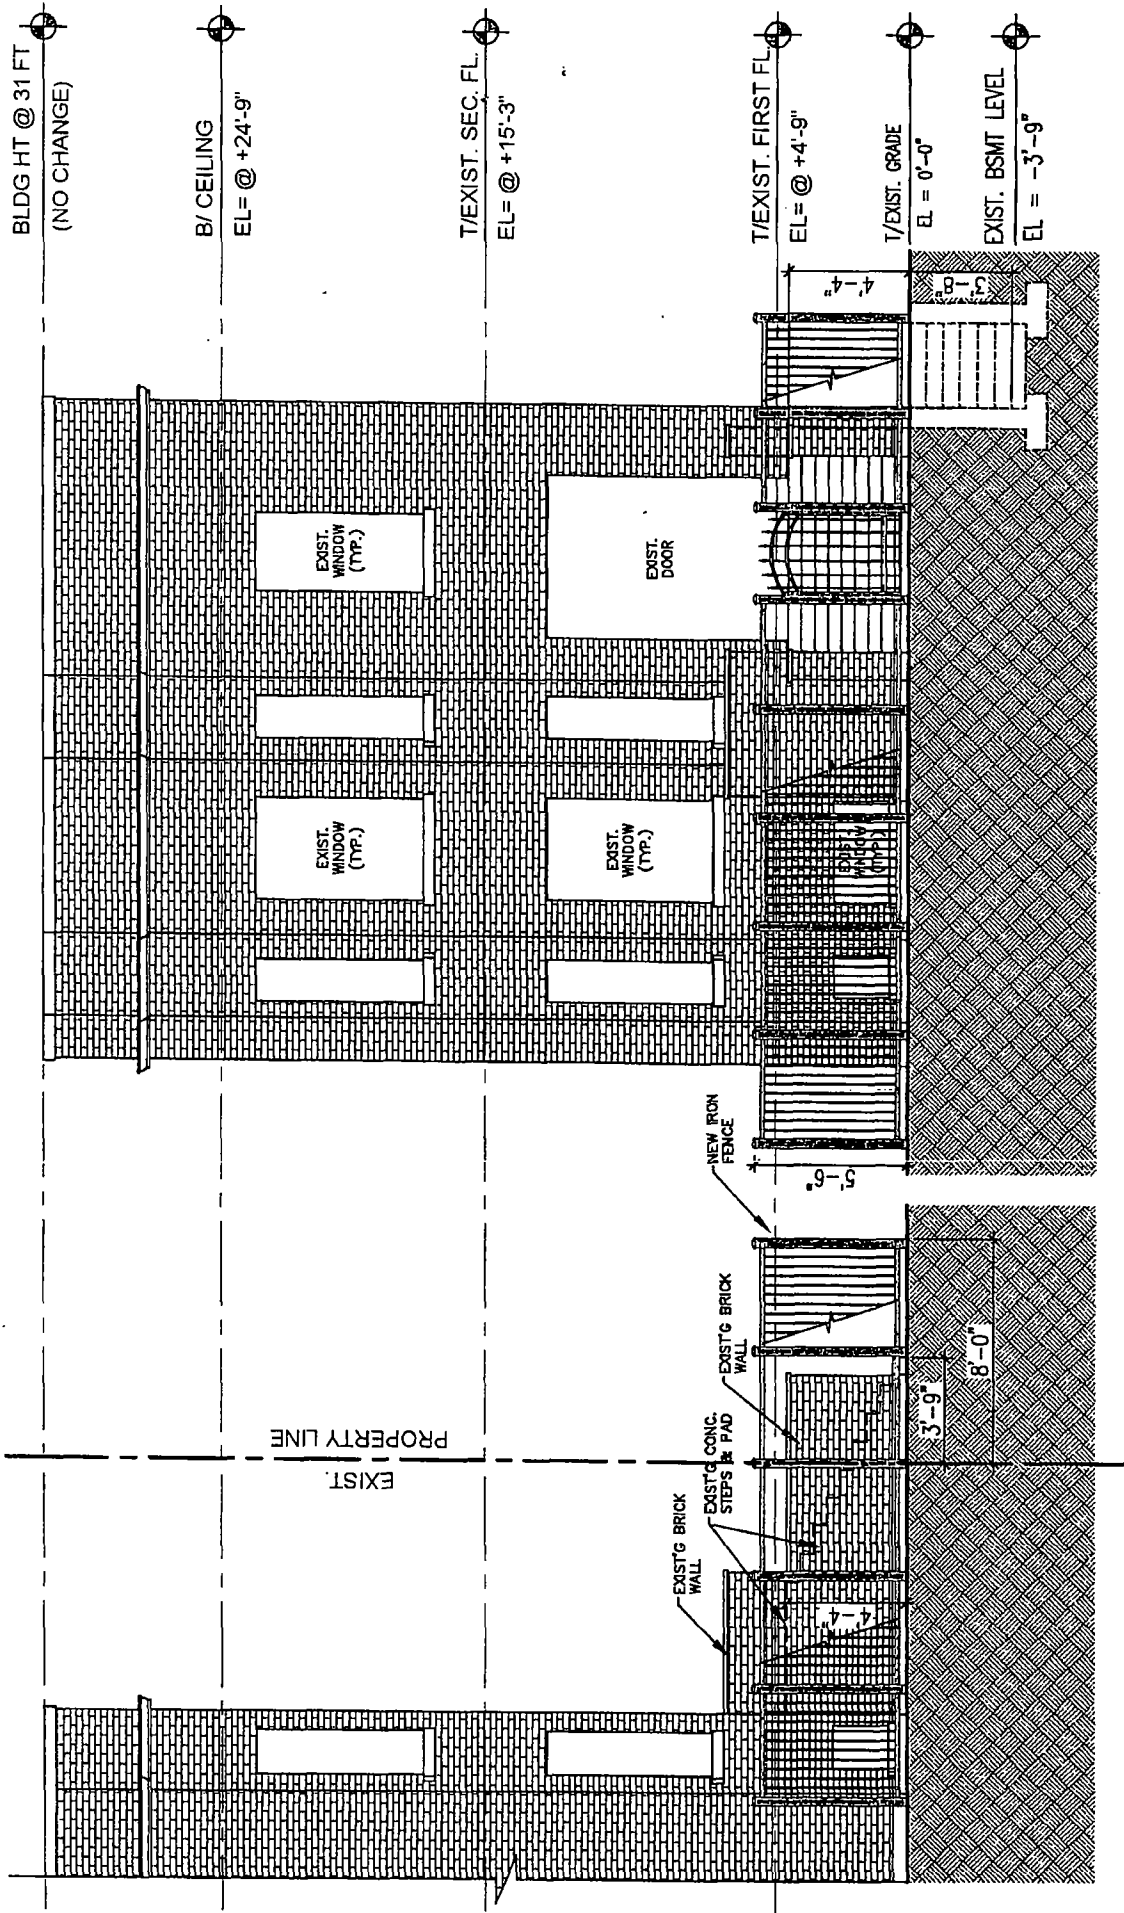 BLDG HT @ 31 FT
(NO CHANGE)
B/ CEILING
EL= @ +24'-9"
T/EXIST. SEC. FL.
EL= @ +15'-3"
T/EXIST. FIRST FL.
EL= @ +4'-9"
T/EXIST. GRADE
EL = 0'-0"
EXIST. BSMT LEVEL
EL = -3'-9"
4'-4"
3'-8"
EXIST.
WINDOW
(TYP.)
EXIST.
DOOR
EXIST.
WINDOW
(TYP.)
EXIST.
WINDOW
(TYP.)
EXIST.
WINDOW
(TYP.)
NEW IRON
FENCE
5'-6"
EXIST'G BRICK
WALL
EXIST'G CONC.
STEPS & PAD
EXIST'G BRICK
WALL
3'-9"
8'-0"
4'-4"
PROPERTY LINE
EXIST.